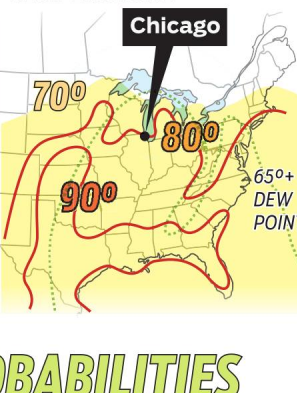 Chicago
70º
80º
90º
65º+
DEW
POIN
OBABILITIES